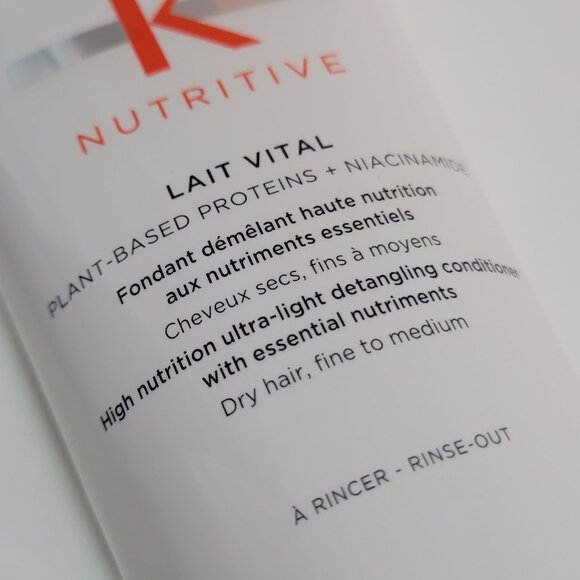 K
NUTRITIVE
LAIT VITAL
PLANT-BASED PROTEINS + NIACINAMIDE
Fondant démêlant haute nutrition
aux nutriments essentiels
Cheveux secs, fins à moyens
High nutrition ultra-light detangling conditioner
with essential nutriments
Dry hair, fine to medium
À RINCER - RINSE-OUT